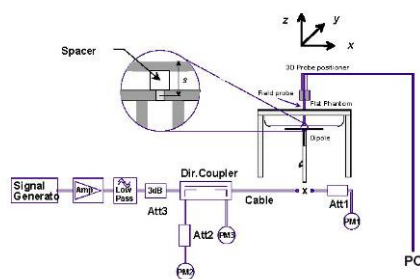 z
y
x
Spacer
s
3D Probe positioner
Field probe
Flat Phantom
Dipole
Dir.Coupler
Signal
Generato
Amp
Low
Pass
3dB
Att3
Cable
x
Att1
PM1
Att2
PM3
PM2
PC